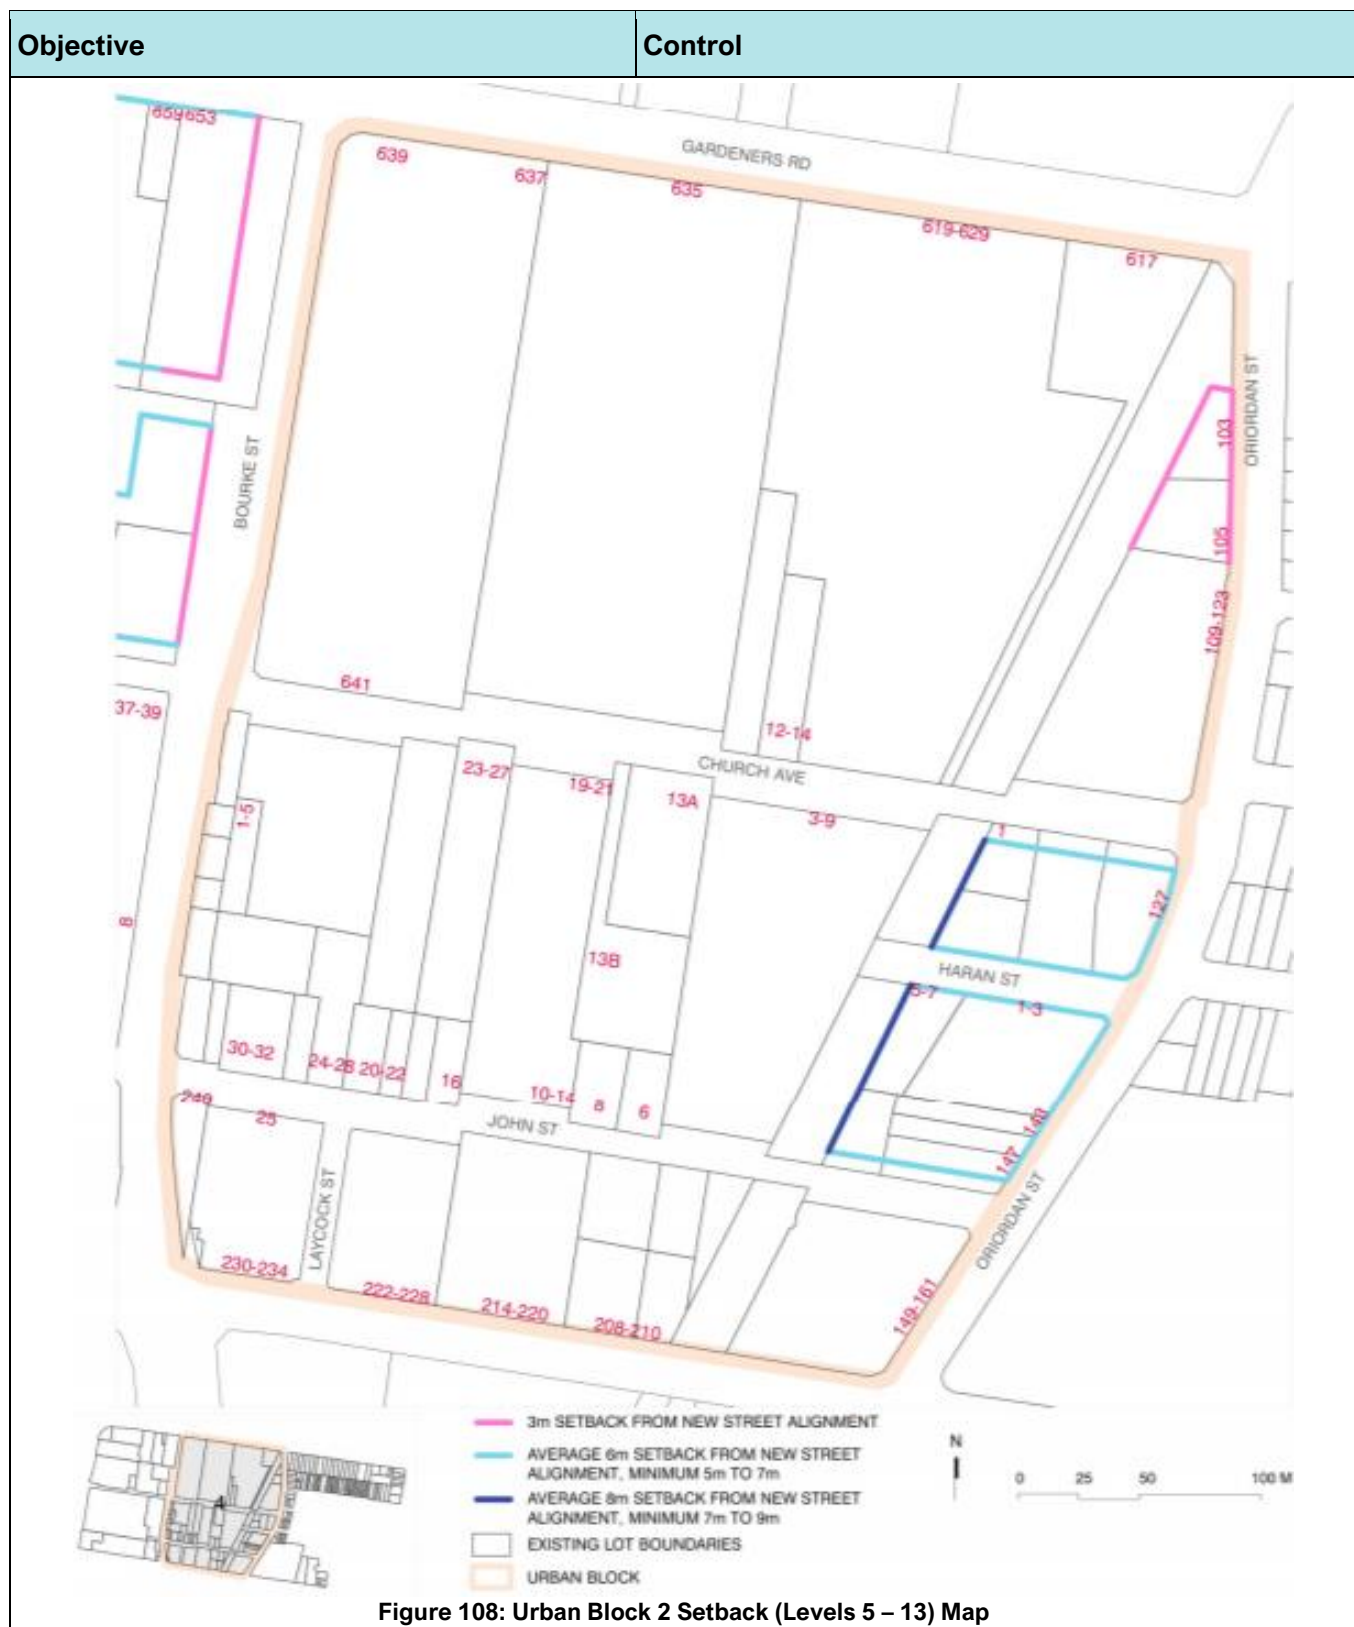 Objective
Control
659 653
GARDENERS RD
639
637
635
619-629
617
ORIORDAN ST
103
BOURKE ST
105
109-123
641
37-39
12-14
CHURCH AVE
23-27
19-21
13A
1-5
3-9
1
127
8
13B
HARAN ST
5-7
1-3
30-32
24-28
20-22
16
10-14
8
6
249
25
JOHN ST
143
147
LAYCOCK ST
ORIORDAN ST
230-234
222-228
214-220
208-210
149-161
3m SETBACK FROM NEW STREET ALIGNMENT
AVERAGE 6m SETBACK FROM NEW STREET
ALIGNMENT, MINIMUM 5m TO 7m
AVERAGE 8m SETBACK FROM NEW STREET
ALIGNMENT, MINIMUM 7m TO 9m
EXISTING LOT BOUNDARIES
URBAN BLOCK
4
N
0 25 50 100 M
Figure 108: Urban Block 2 Setback (Levels 5 – 13) Map